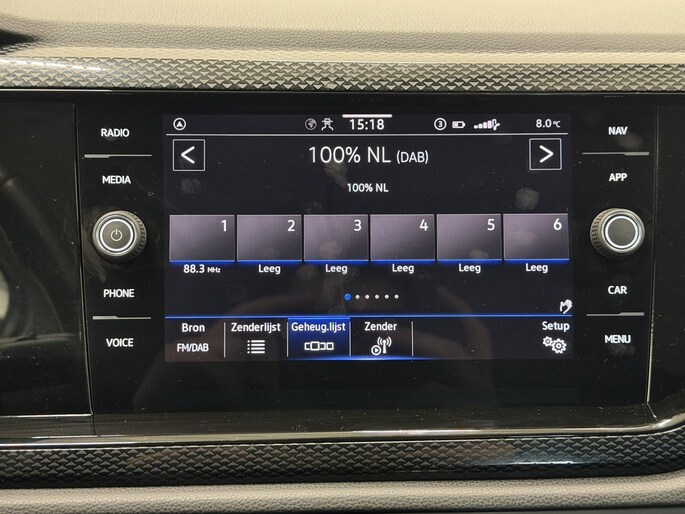 RADIO
MEDIA
PHONE
VOICE
15:18
3
8.0 °C
100% NL (DAB)
100% NL
1 2 3 4 5 6
88.3 MHz Leeg Leeg Leeg Leeg Leeg
Bron Zenderlijst Geheug.lijst Zender Setup
FM/DAB
NAV
APP
CAR
MENU